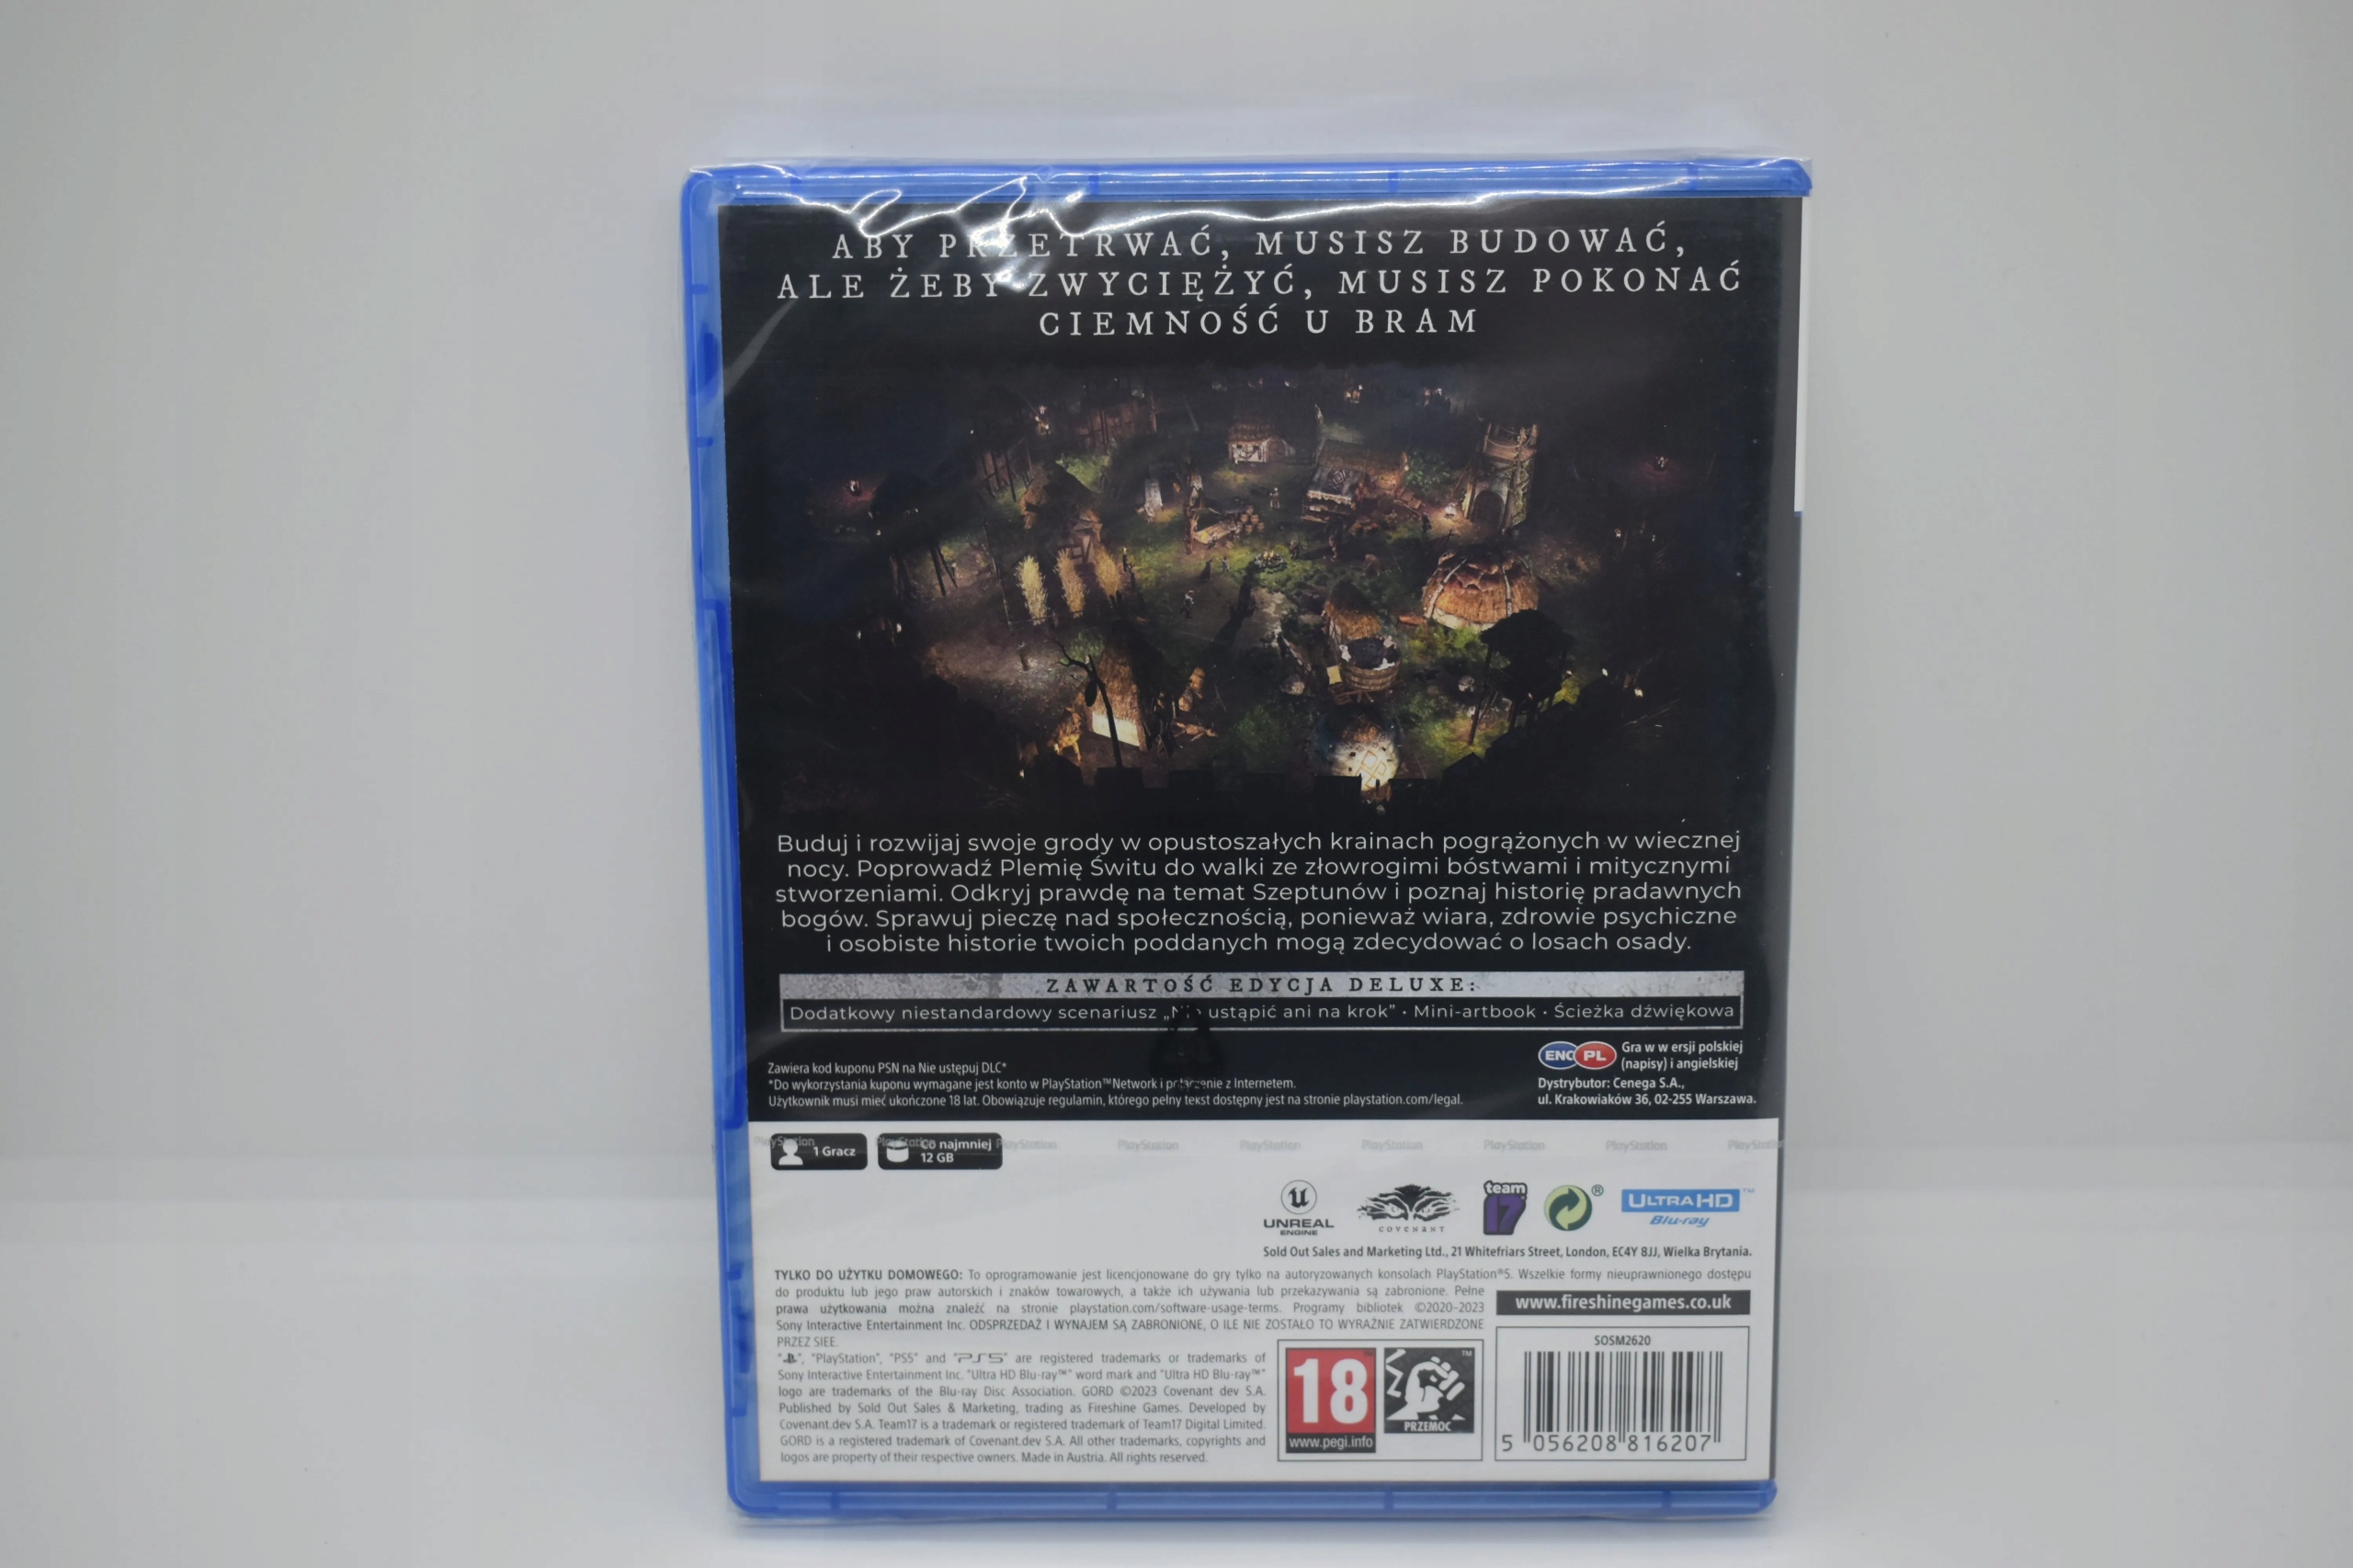 ABY PRZETRWAĆ, MUSISZ BUDOWAĆ,
ALE ŻEBY ZWYCIĘŻYĆ, MUSISZ POKONAĆ
CIEMNOŚĆ U BRAM
Buduj i rozwijaj swoje grody w opustoszałych krainach pogrążonych w wiecznej
nocy. Poprowadź Plemię Świtu do walki ze złowrogimi bóstwami i mitycznymi
stworzeniami. Odkryj prawdę na temat Szeptunów i poznaj historię pradawnych
bogów. Sprawuj pieczę nad społecznością, ponieważ wiara, zdrowie psychiczne
i osobiste historie twoich poddanych mogą zdecydować o losach osady.
ZAWARTOŚĆ EDYCJA DELUXE:
Dodatkowy niestandardowy scenariusz „Nie ustąpić ani na krok” • Mini-artbook • Ścieżka dźwiękowa
Zawiera kod kuponu PSN na Nie ustępuj DLC*
*Do wykorzystania kuponu wymagane jest konto w PlayStation™Network i połączenie z Internetem.
Użytkownik musi mieć ukończone 18 lat. Obowiązuje regulamin, którego pełny tekst dostępny jest na stronie playstation.com/legal.
ENG PL
Gra w w ersji polskiej
(napisy) i angielskiej
Dystrybutor: Cenega S.A.,
ul. Krakowiaków 36, 02-255 Warszawa.
PlayStation PlayStation PlayStation PlayStation PlayStation PlayStation PlayStation PlayStation PlayStation
1 Gracz
Co najmniej
12 GB
UNREAL
ENGINE
COVENANT
team
17
®
ULTRA HD™
Blu-ray
Sold Out Sales and Marketing Ltd., 21 Whitefriars Street, London, EC4Y 8JJ, Wielka Brytania.
TYLKO DO UŻYTKU DOMOWEGO: To oprogramowanie jest licencjonowane do gry tylko na autoryzowanych konsolach PlayStation®5. Wszelkie formy nieuprawnionego dostępu
do produktu lub jego praw autorskich i znaków towarowych, a także ich używania lub przekazywania są zabronione. Pełne
prawa użytkowania można znaleźć na stronie playstation.com/software-usage-terms. Programy bibliotek ©2020-2023
Sony Interactive Entertainment Inc. ODSPRZEDAŻ I WYNAJEM SĄ ZABRONIONE, O ILE NIE ZOSTAŁO TO WYRAŹNIE ZATWIERDZONE
PRZEZ SIEE.
"PlayStation", "PS5" and "PS5" are registered trademarks or trademarks of
Sony Interactive Entertainment Inc. "Ultra HD Blu-ray™" word mark and "Ultra HD Blu-ray™"
logo are trademarks of the Blu-ray Disc Association. GORD ©2023 Covenant dev S.A.
Published by Sold Out Sales & Marketing, trading as Fireshine Games. Developed by
Covenant.dev S.A. Team17 is a trademark or registered trademark of Team17 Digital Limited.
GORD is a registered trademark of Covenant.dev S.A. All other trademarks, copyrights and
logos are property of their respective owners. Made in Austria. All rights reserved.
www.fireshinegames.co.uk
18
www.pegi.info
™
PRZEMOC
SOSM2620
5 056208 816207